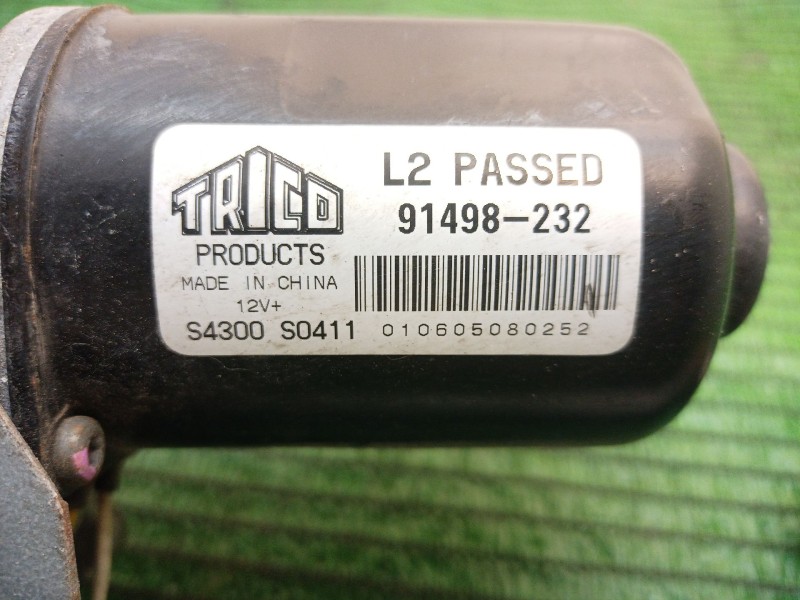 TRICO
PRODUCTS
MADE IN CHINA
12V+
S4300 S0411
L2 PASSED
91498-232
010605080252